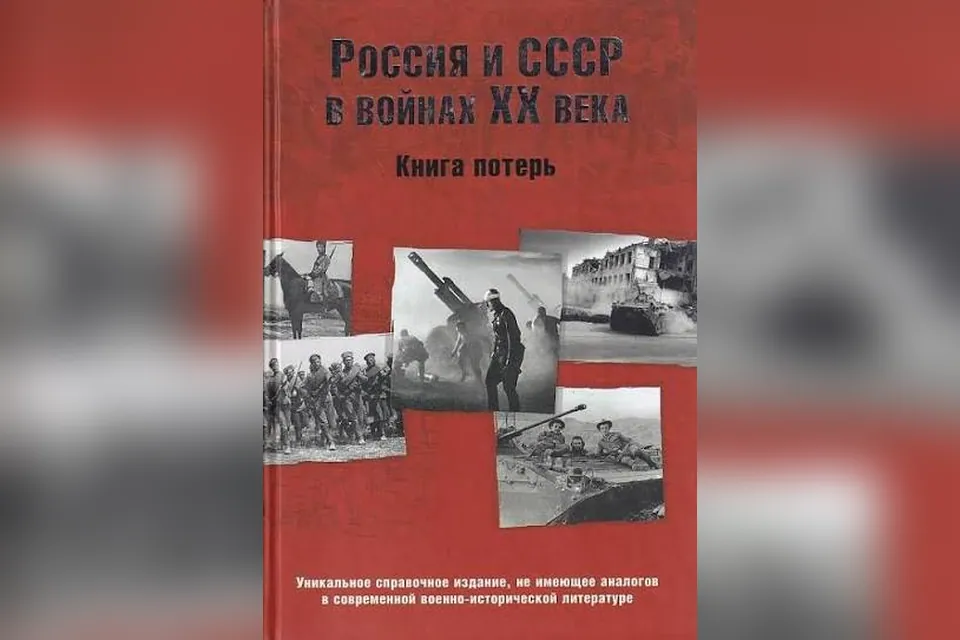 Россия и СССР
в войнах XX века
Книга потерь
Уникальное справочное издание, не имеющее аналогов
в современной военно-исторической литературе